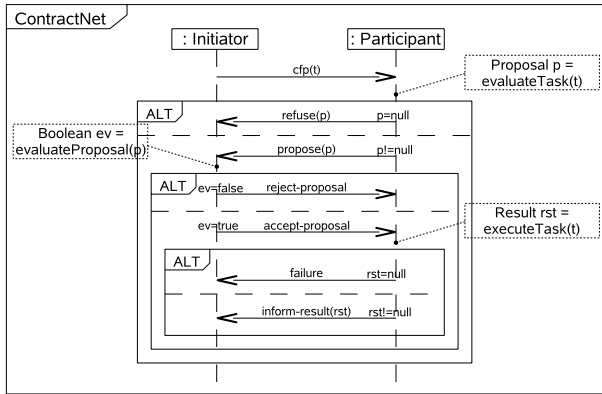 ContractNet
: Initiator
: Participant
cfp(t)
Proposal p =
evaluateTask(t)
ALT
refuse(p)
p=null
Boolean ev =
evaluateProposal(p)
propose(p)
p!=null
ALT
ev=false
reject-proposal
ev=true
accept-proposal
Result rst =
executeTask(t)
ALT
failure
rst=null
inform-result(rst)
rst!=null